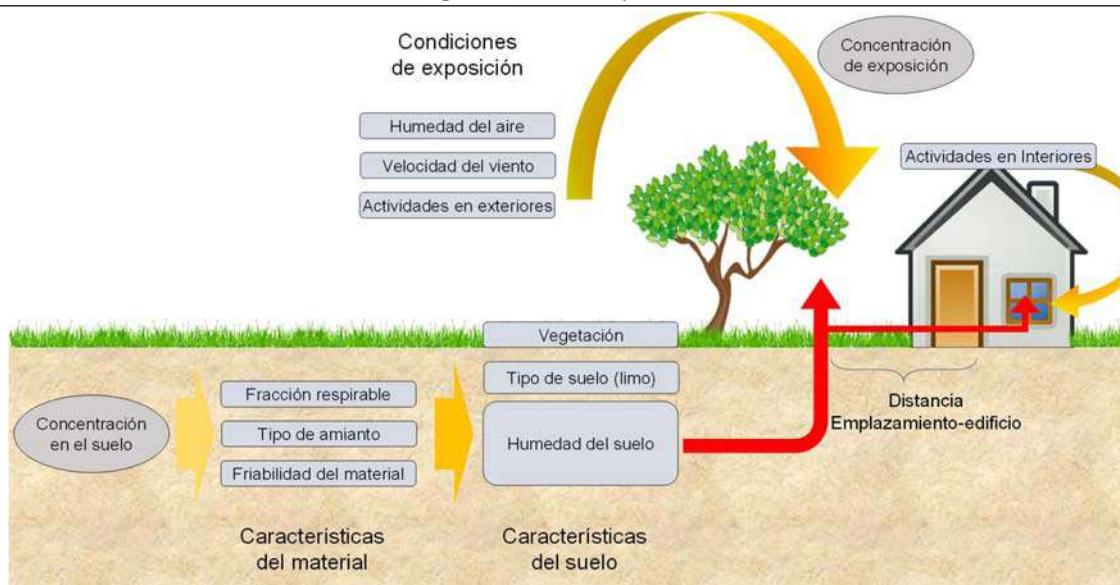 Condiciones
de exposición
Concentración
de exposición
Humedad del aire
Velocidad del viento
Actividades en exteriores
Actividades en Interiores
Vegetación
Tipo de suelo (limo)
Humedad del suelo
Distancia
Emplazamiento-edificio
Concentración
en el suelo
Fracción respirable
Tipo de amianto
Friabilidad del material
Características
del material
Características
del suelo